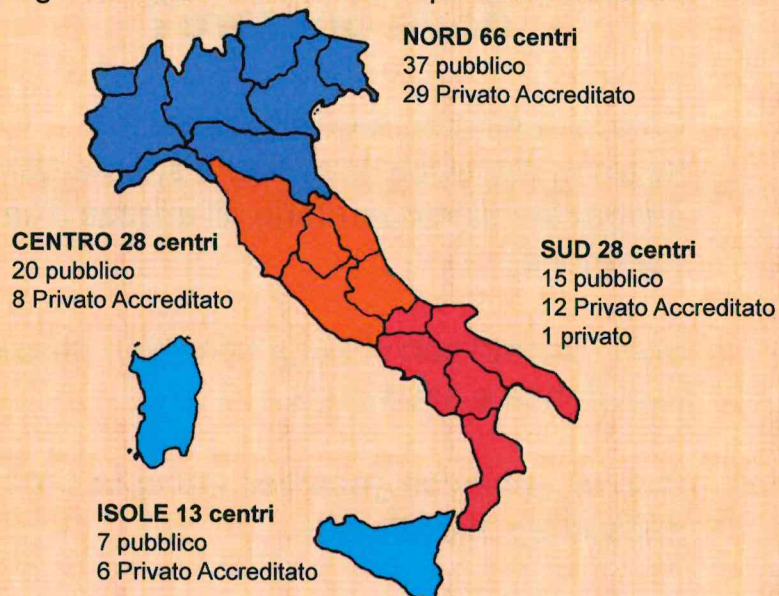 NORD 66 centri
37 pubblico
29 Privato Accreditato
CENTRO 28 centri
20 pubblico
8 Privato Accreditato
SUD 28 centri
15 pubblico
12 Privato Accreditato
1 privato
ISOLE 13 centri
7 pubblico
6 Privato Accreditato